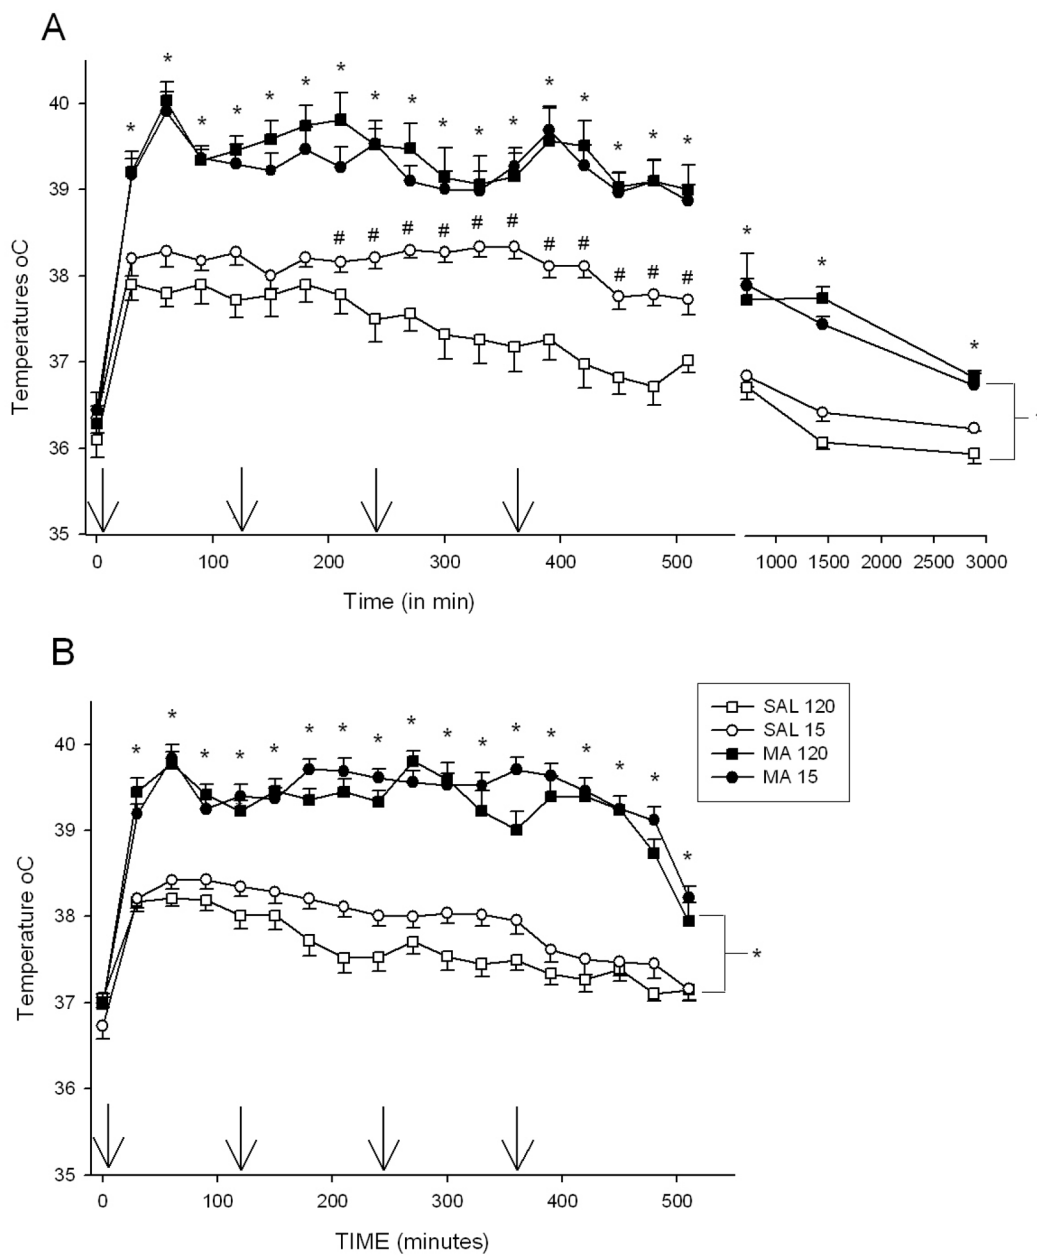 A
* * * * * * * * * * * * * * * * *
40
39
38
37
36
35
Temperatures oC
# # # # # # # # # # #
* * *
0 100 200 300 400 500
1000 1500 2000 2500 3000
Time (in min)
B
SAL 120
SAL 15
MA 120
MA 15
* * * * * * * * * * * * * * * * *
40
39
38
37
36
35
Temperature oC
*
0 100 200 300 400 500
TIME (minutes)